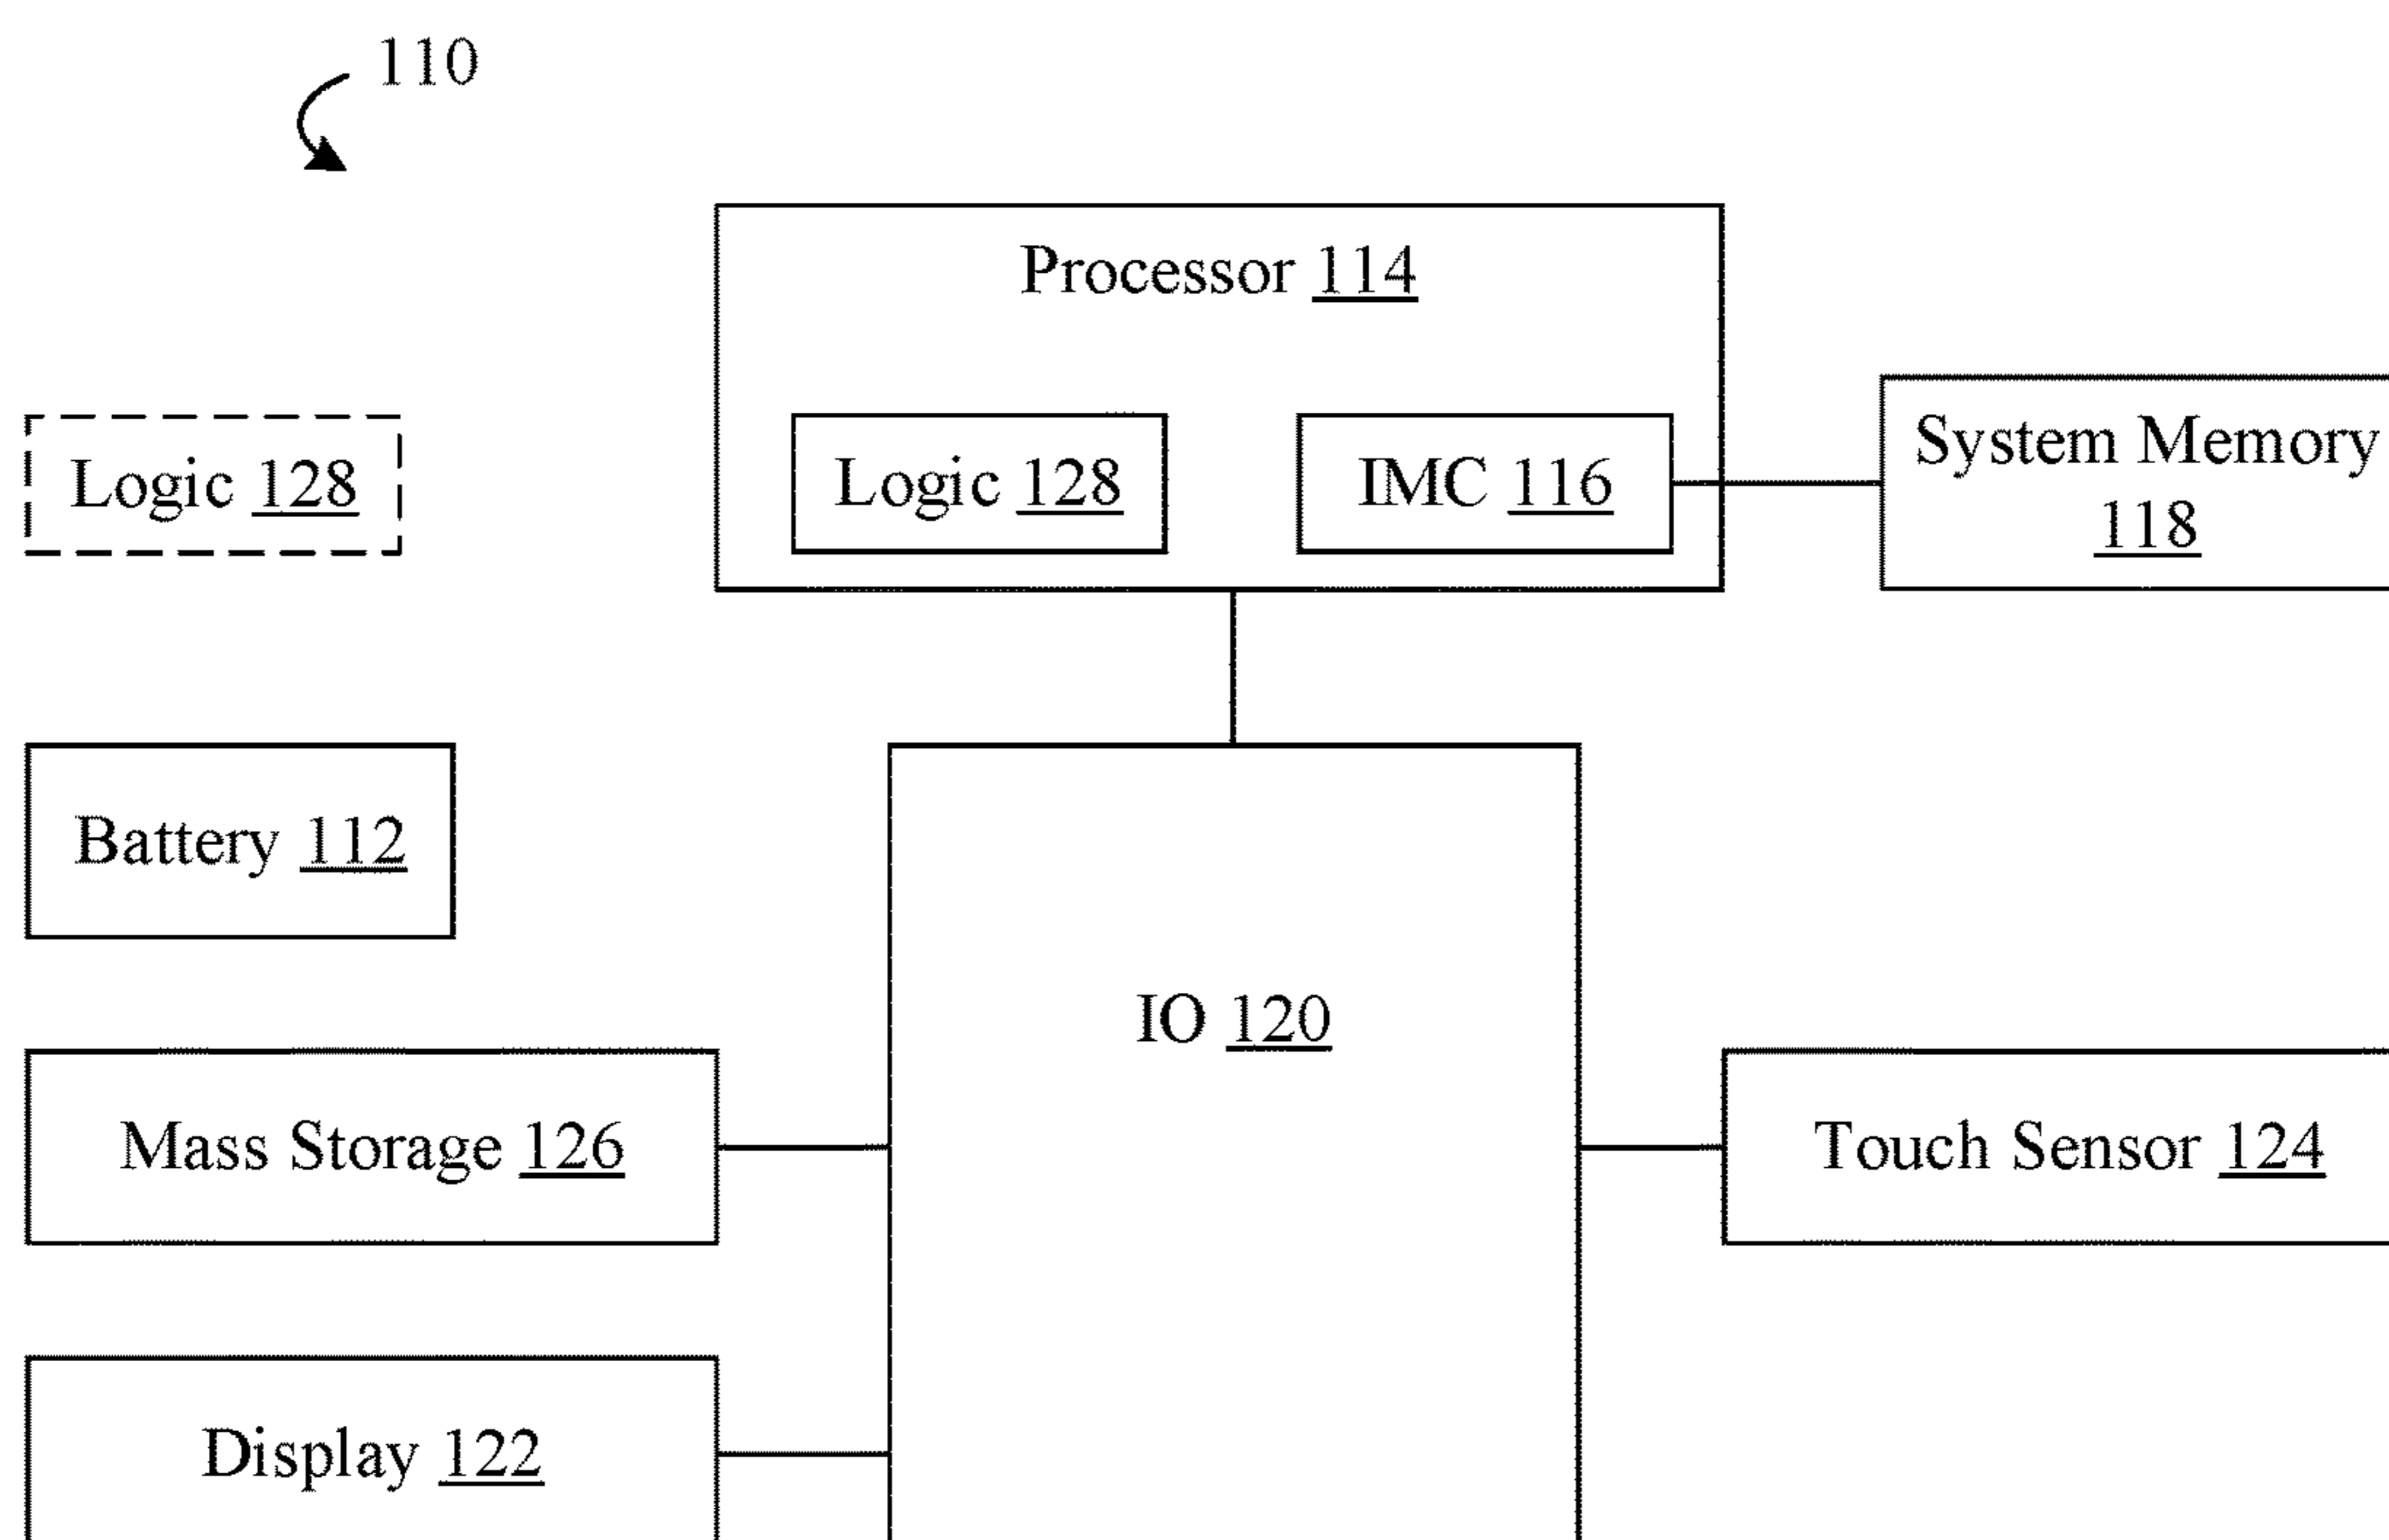 110
Processor 114
Logic 128
Logic 128
IMC 116
System Memory
118
Battery 112
IO 120
Mass Storage 126
Touch Sensor 124
Display 122